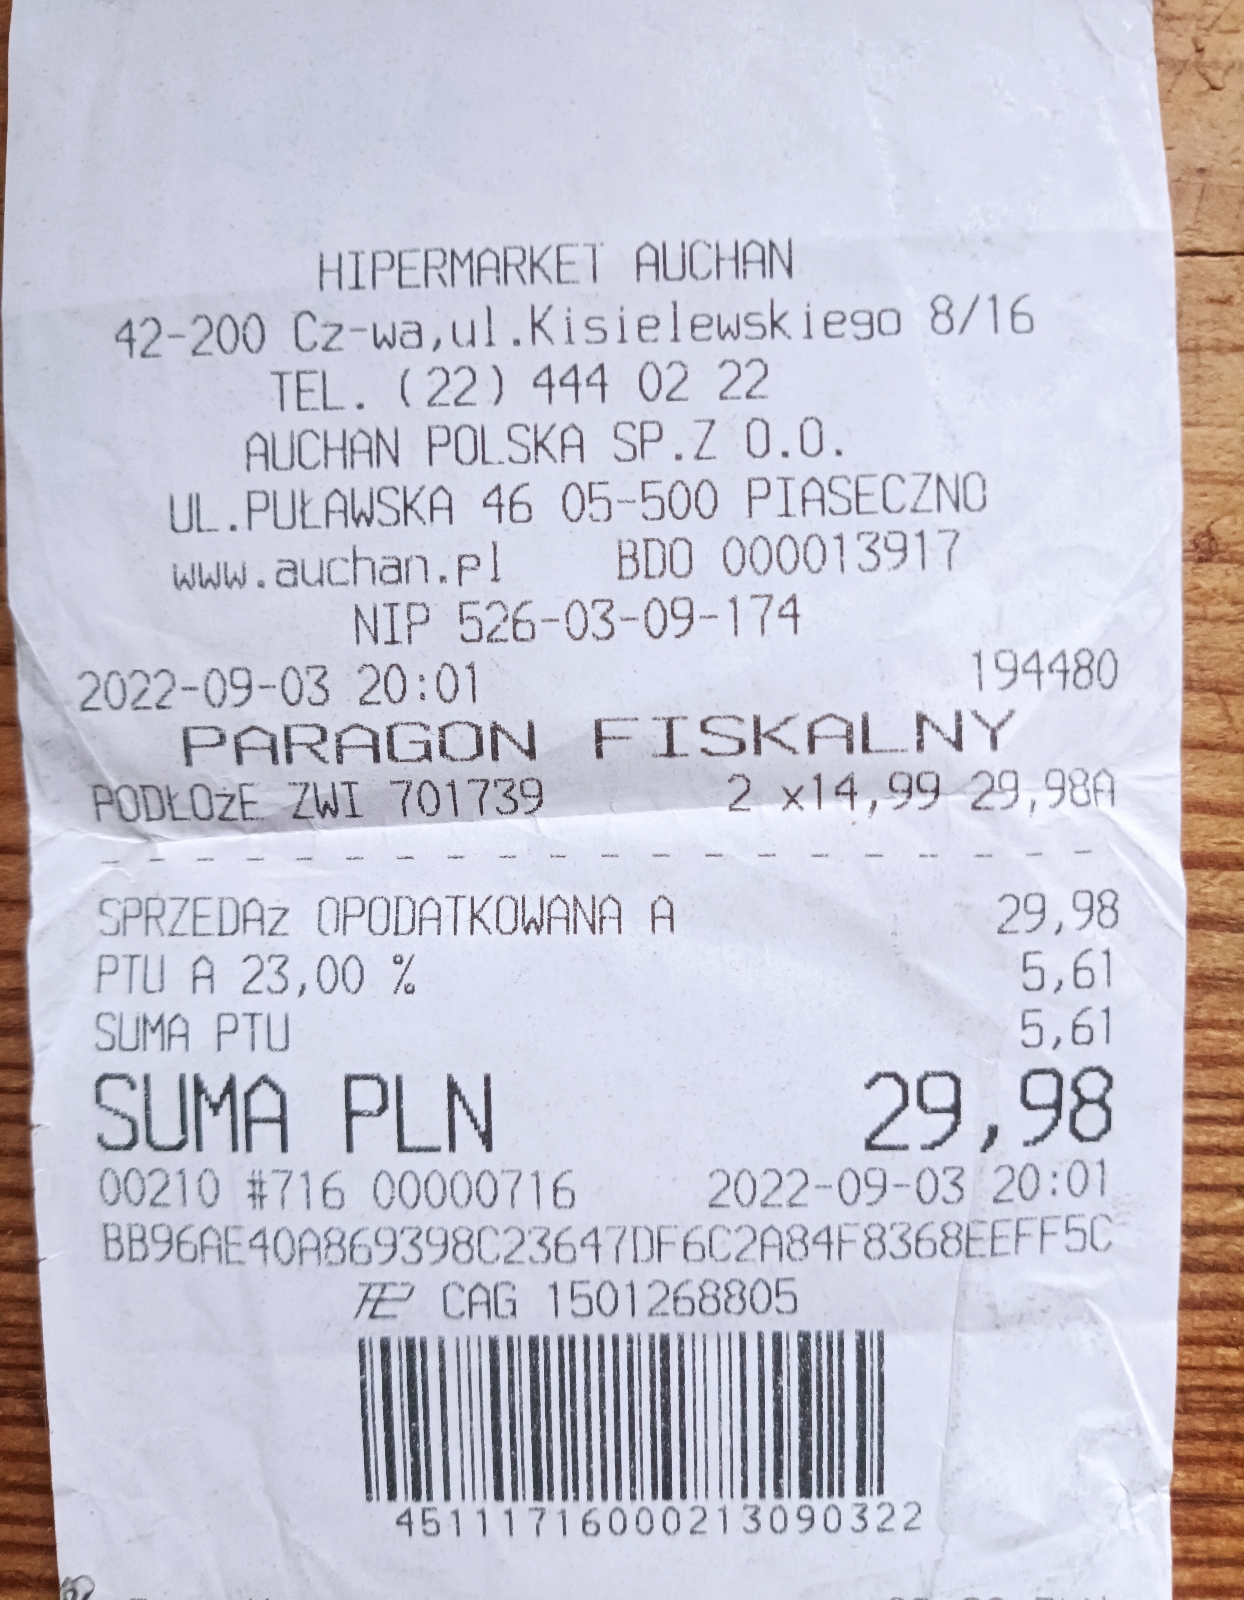 HIPERMARKET AUCHAN
42-200 Cz-wa,ul.Kisielewskiego 8/16
TEL. (22) 444 02 22
AUCHAN POLSKA SP.Z O.O.
UL.PUŁAWSKA 46 05-500 PIASECZNO
www.auchan.pl BDO 000013917
NIP 526-03-09-174
2022-09-03 20:01 194480
PARAGON FISKALNY
PODŁOżE ZWI 701739 2 x14,99 29,98A
- - - - - - - - - - - - - - - - - - - - - -
SPRZEDAż OPODATKOWANA A 29,98
PTU A 23,00 % 5,61
SUMA PTU 5,61
SUMA PLN 29,98
00210 #716 00000716 2022-09-03 20:01
BB96AE40A869398C23647DF6C2A84F8368EEFF5C
CAG 1501268805
4511171600021309​0322